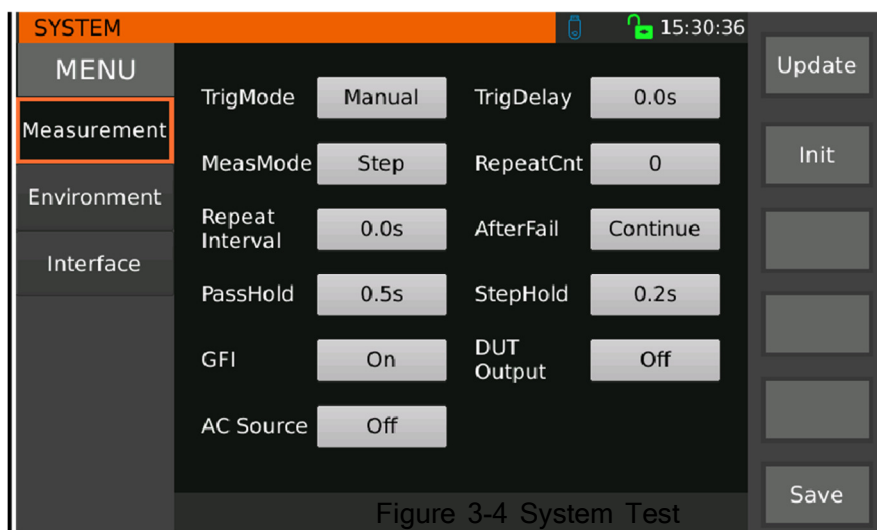 SYSTEM
15:30:36
MENU
Measurement
Environment
Interface
TrigMode Manual TrigDelay 0.0s
MeasMode Step RepeatCnt 0
Repeat
Interval 0.0s AfterFail Continue
PassHold 0.5s StepHold 0.2s
GFI On DUT
Output Off
AC Source Off
Update
Init
Save
Figure 3-4 System Test